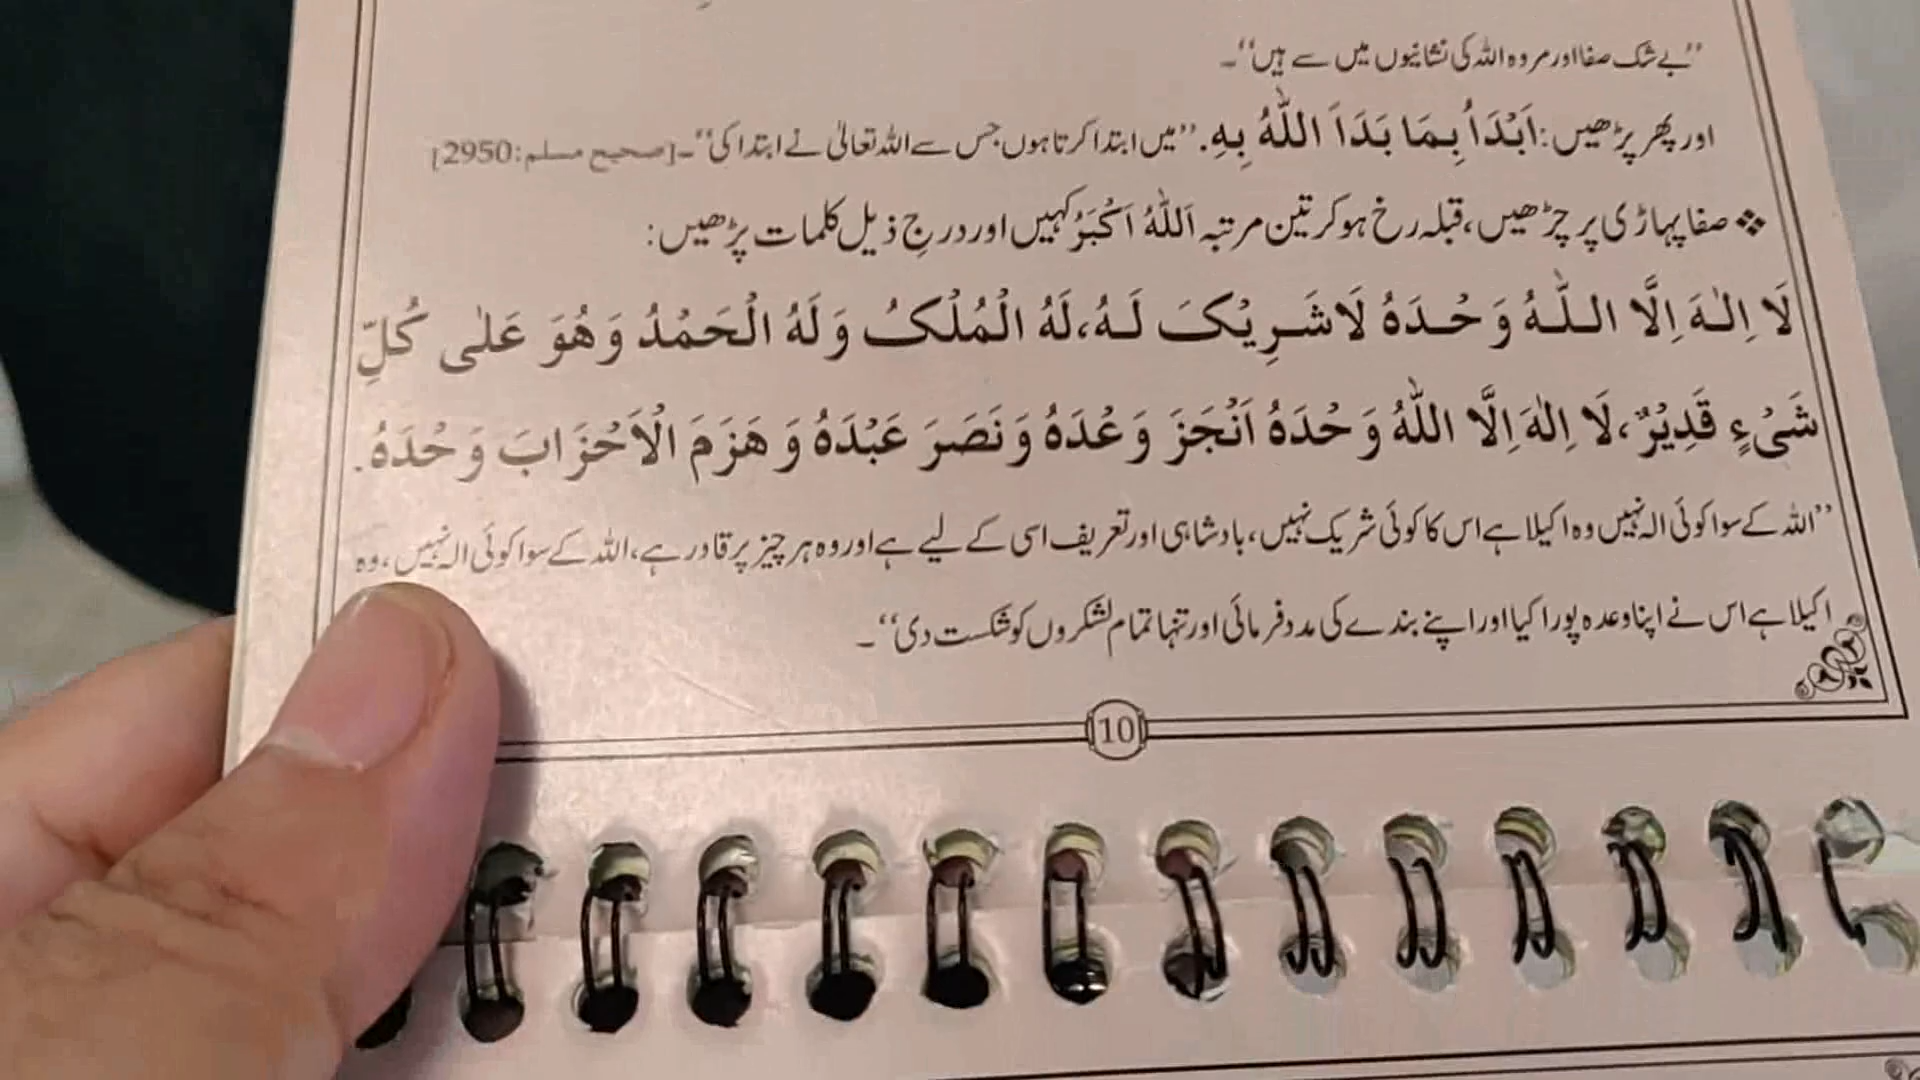 ’’بے شک صفا اور مروہ اللہ کی نشانیوں میں سے ہیں‘‘۔
اور پھر پڑھیں: اَبْدَاُ بِمَا بَدَاَ اللّٰهُ بِهِ. ’’میں ابتدا کرتا ہوں جس سے اللہ تعالیٰ نے ابتدا کی‘‘۔ [صحیح مسلم:2950]
❖ صفا پہاڑی پر چڑھیں، قبلہ رخ ہو کر تین مرتبہ اَللّٰهُ اَكْبَرُ کہیں اور درج ذیل کلمات پڑھیں:
لَا اِلٰـهَ اِلَّا اللّٰهُ وَحْدَهُ لَاشَرِيْکَ لَهُ، لَهُ الْمُلْکُ وَ لَهُ الْحَمْدُ وَهُوَ عَلٰى كُلِّ
شَىْءٍ قَدِيْرٌ، لَا اِلٰهَ اِلَّا اللّٰهُ وَحْدَهُ اَنْجَزَ وَعْدَهُ وَنَصَرَ عَبْدَهُ وَهَزَمَ الْاَحْزَابَ وَحْدَهُ.
’’اللہ کے سوا کوئی الہ نہیں وہ اکیلا ہے اس کا کوئی شریک نہیں، بادشاہی اور تعریف اسی کے لیے ہے اور وہ ہر چیز پر قادر ہے، اللہ کے سوا کوئی الہ نہیں، وہ
اکیلا ہے اس نے اپنا وعدہ پورا کیا اور اپنے بندے کی مدد فرمائی اور تنہا تمام لشکروں کو شکست دی‘‘۔
10